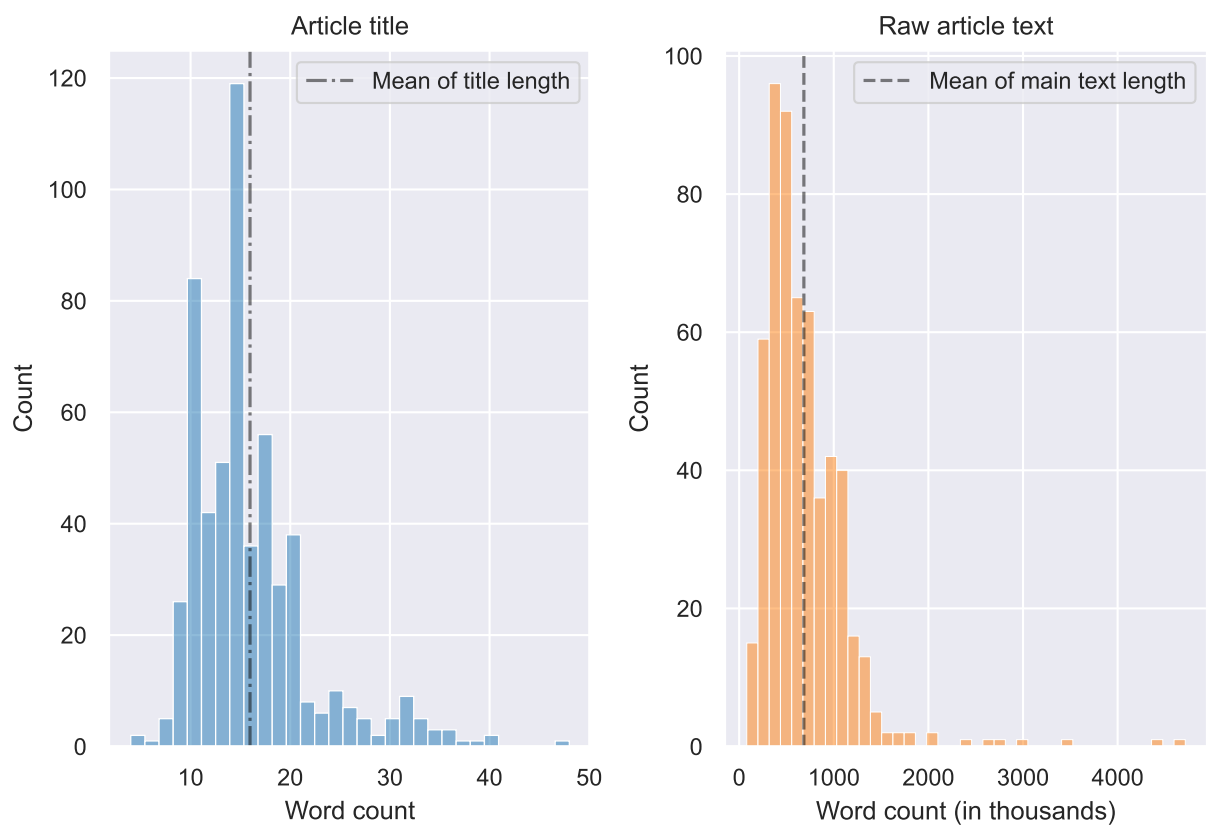 Article title
Mean of title length
120
100
80
60
40
20
0
Count
10 20 30 40 50
Word count
Raw article text
Mean of main text length
100
80
60
40
20
0
Count
0 1000 2000 3000 4000
Word count (in thousands)